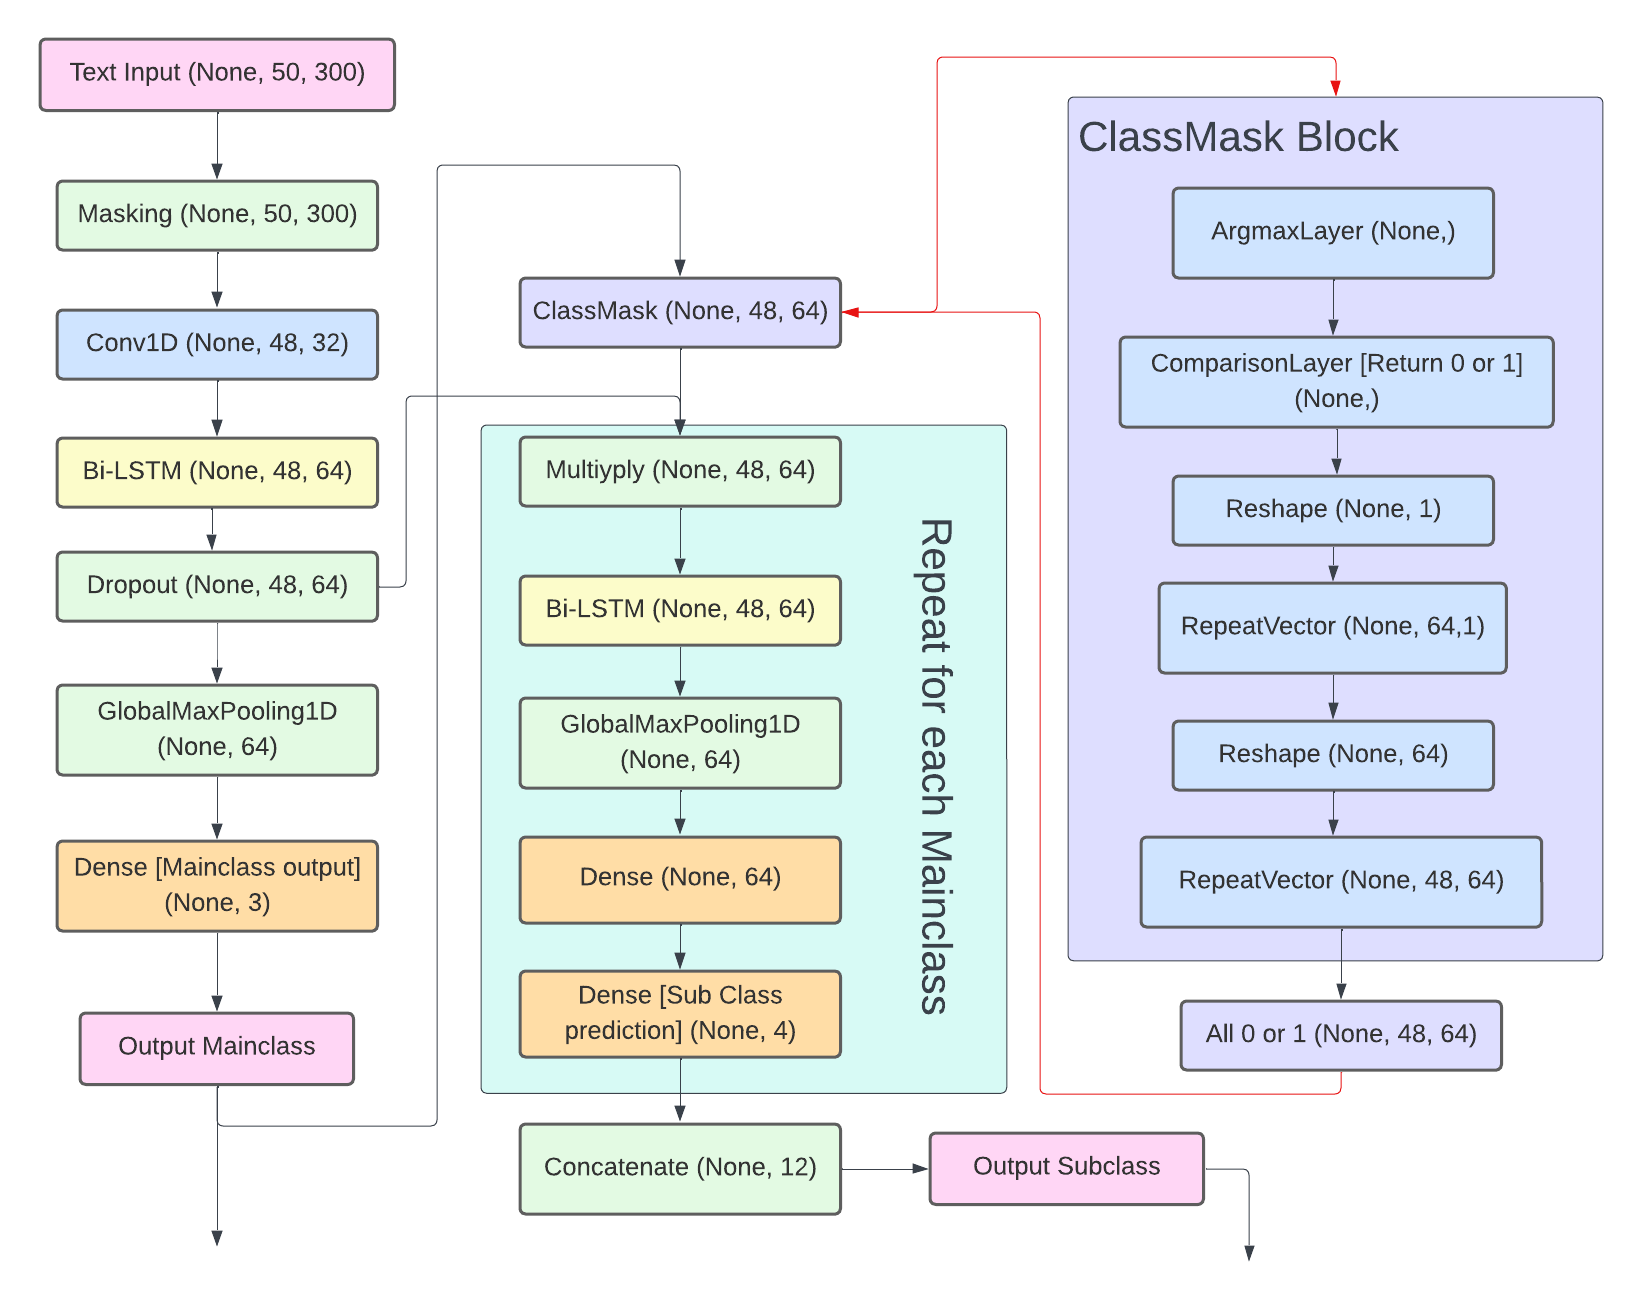 Text Input (None, 50, 300)
Masking (None, 50, 300)
Conv1D (None, 48, 32)
Bi-LSTM (None, 48, 64)
Dropout (None, 48, 64)
GlobalMaxPooling1D
(None, 64)
Dense [Mainclass output]
(None, 3)
Output Mainclass
ClassMask (None, 48, 64)
Multiyply (None, 48, 64)
Bi-LSTM (None, 48, 64)
GlobalMaxPooling1D
(None, 64)
Dense (None, 64)
Dense [Sub Class
prediction] (None, 4)
Repeat for each Mainclass
Concatenate (None, 12)
Output Subclass
ClassMask Block
ArgmaxLayer (None,)
ComparisonLayer [Return 0 or 1]
(None,)
Reshape (None, 1)
RepeatVector (None, 64,1)
Reshape (None, 64)
RepeatVector (None, 48, 64)
All 0 or 1 (None, 48, 64)